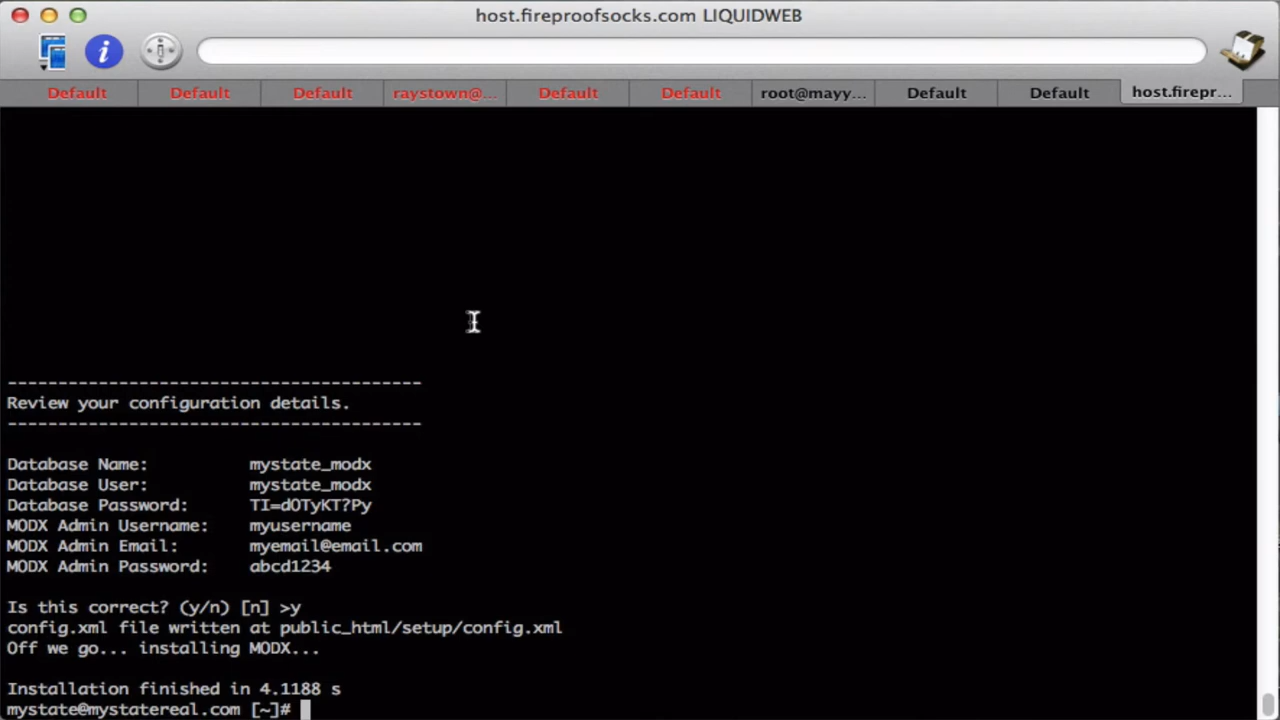 host.fireproofsocks.com LIQUIDWEB
Default Default Default raystown@... Default Default root@mayy... Default Default host.firepr...
-----------------------------------------
Review your configuration details.
-----------------------------------------
Database Name: mystate_modx
Database User: mystate_modx
Database Password: TI=dOTyKT?Py
MODX Admin Username: myusername
MODX Admin Email: myemail@email.com
MODX Admin Password: abcd1234
Is this correct? (y/n) [n] >y
config.xml file written at public_html/setup/config.xml
Off we go... installing MODX...
Installation finished in 4.1188 s
mystate@mystatereal.com [~]#